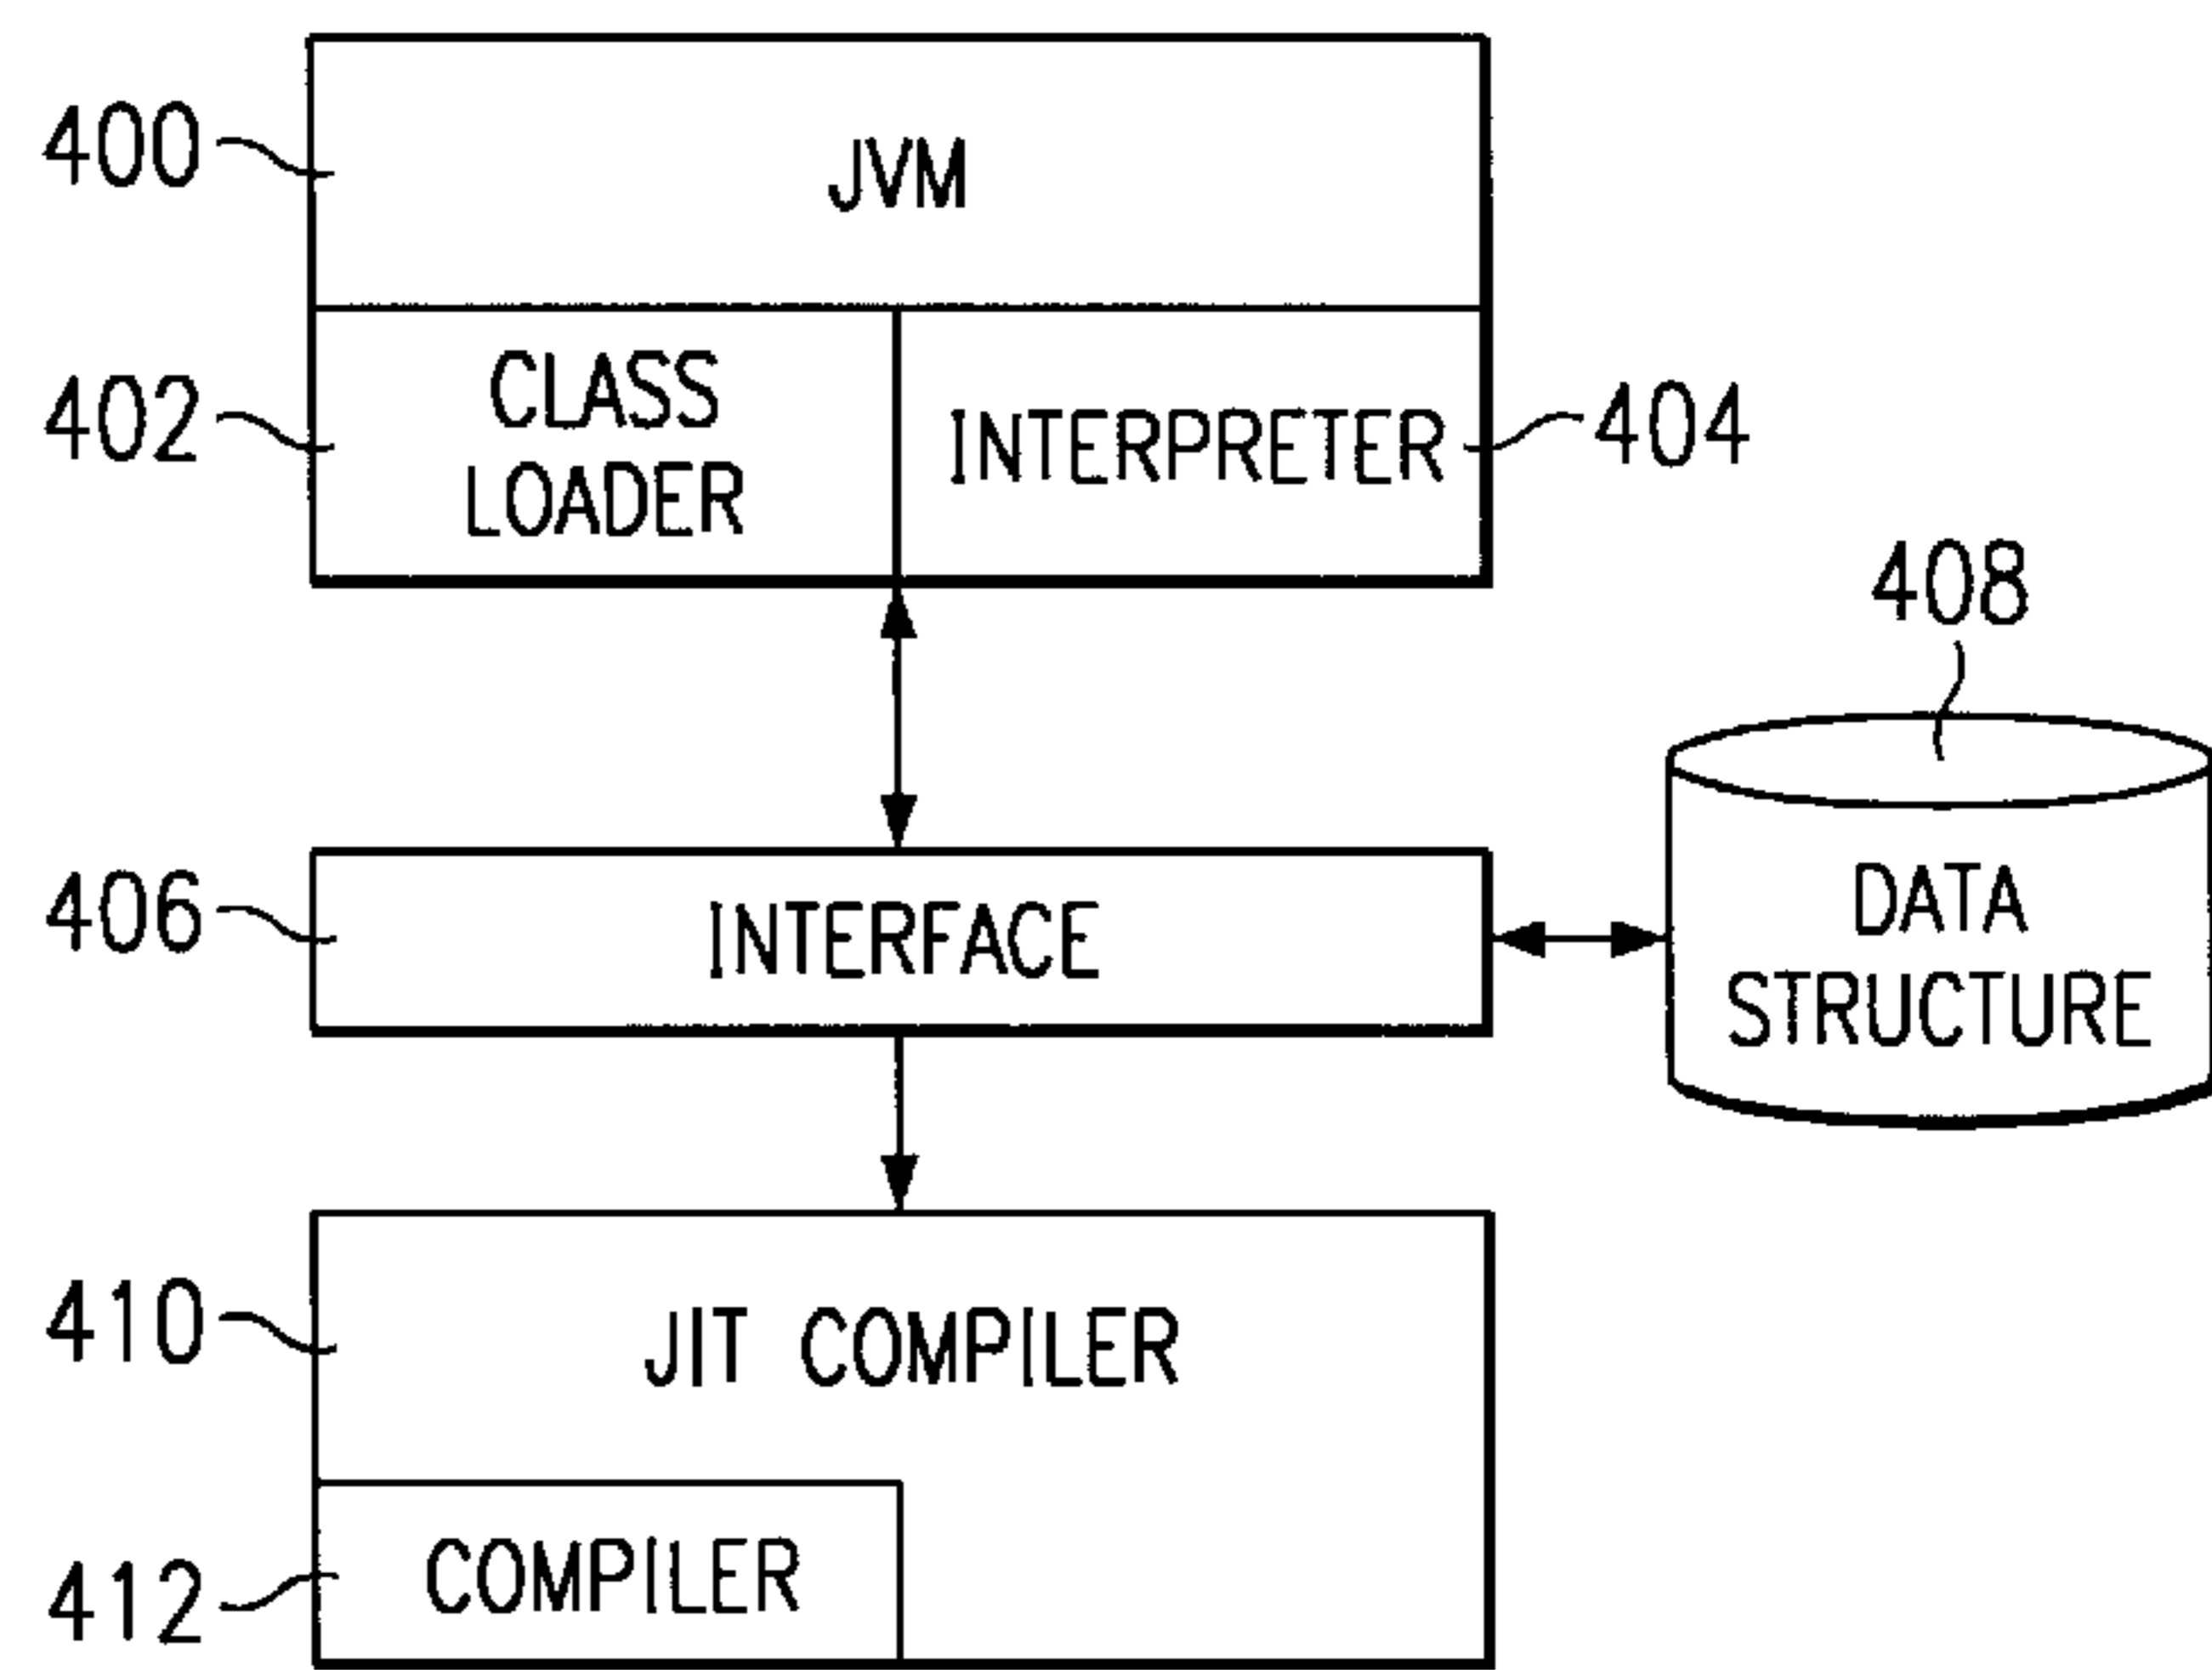 400
JVM
402
CLASS
LOADER
INTERPRETER
404
408
406
INTERFACE
DATA
STRUCTURE
410
JIT COMPILER
412
COMPILER